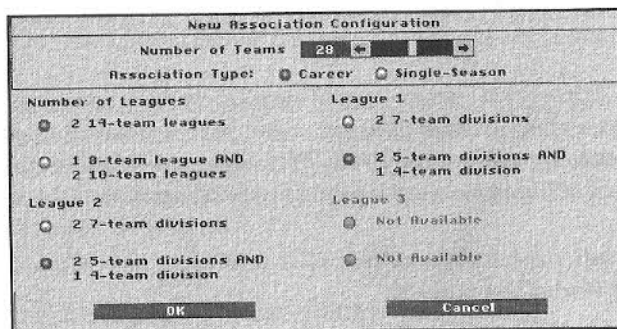 New Association Configuration
Number of Teams 28
Association Type: Career Single-Season
Number of Leagues
2 14-team leagues
1 8-team league AND
2 10-team leagues
League 1
2 7-team divisions
2 5-team divisions AND
1 4-team division
League 2
2 7-team divisions
2 5-team divisions AND
1 4-team division
League 3
Not Available
Not Available
OK
Cancel